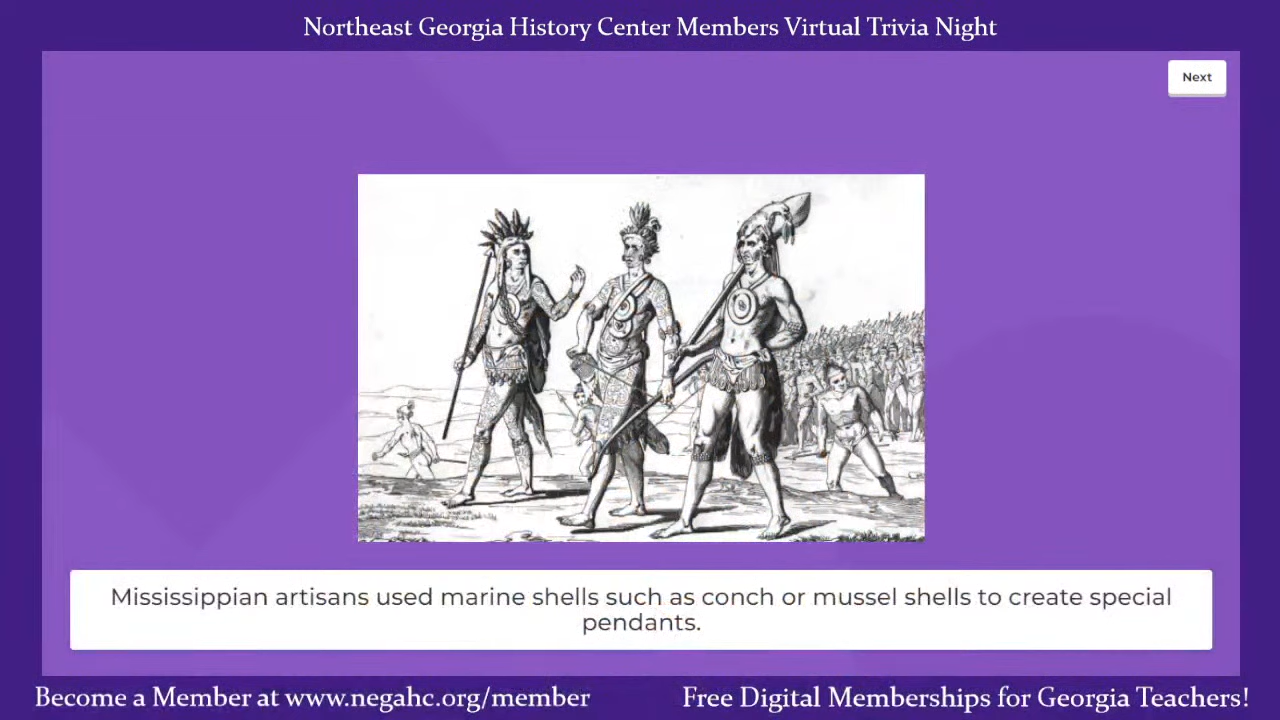 Northeast Georgia History Center Members Virtual Trivia Night
Next
Mississippian artisans used marine shells such as conch or mussel shells to create special
pendants.
Become a Member at www.negahc.org/member
Free Digital Memberships for Georgia Teachers!